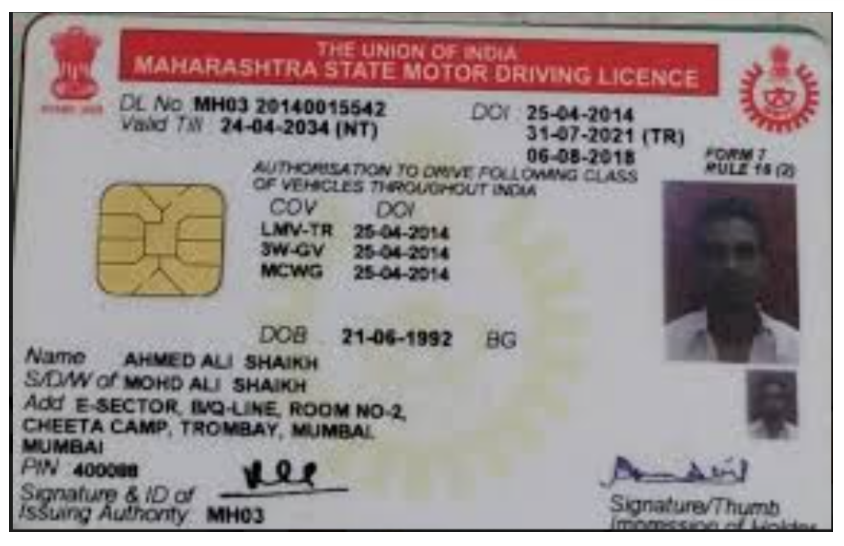 THE UNION OF INDIA
MAHARASHTRA STATE MOTOR DRIVING LICENCE
DL No MH03 20140015542 DOI : 25-04-2014
Valid Till : 24-04-2034 (NT) 31-07-2021 (TR)
06-08-2018
FORM 7
RULE 16 (2)
AUTHORISATION TO DRIVE FOLLOWING CLASS
OF VEHICLES THROUGHOUT INDIA
COV DOI
LMV-TR 25-04-2014
3W-GV 25-04-2014
MCWG 25-04-2014
DOB : 21-06-1992 BG
Name AHMED ALI SHAIKH
S/D/W of MOHD ALI SHAIKH
Add E-SECTOR, B/Q-LINE, ROOM NO-2,
CHEETA CAMP, TROMBAY, MUMBAI.
MUMBAI
PIN 400088
Signature & ID of
Issuing Authority: MH03
Signature/Thumb
Impression of Holder